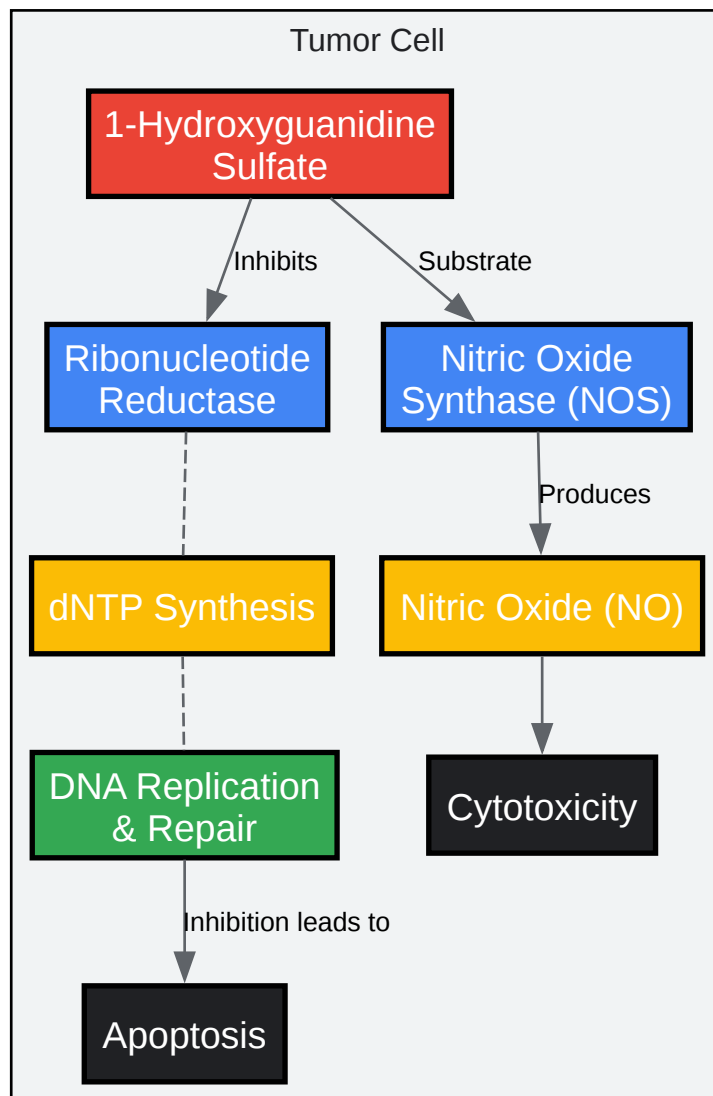 Tumor Cell
1-Hydroxyguanidine
Sulfate
Inhibits
Substrate
Ribonucleotide
Reductase
Nitric Oxide
Synthase (NOS)
Produces
dNTP Synthesis
Nitric Oxide (NO)
DNA Replication
& Repair
Cytotoxicity
Inhibition leads to
Apoptosis